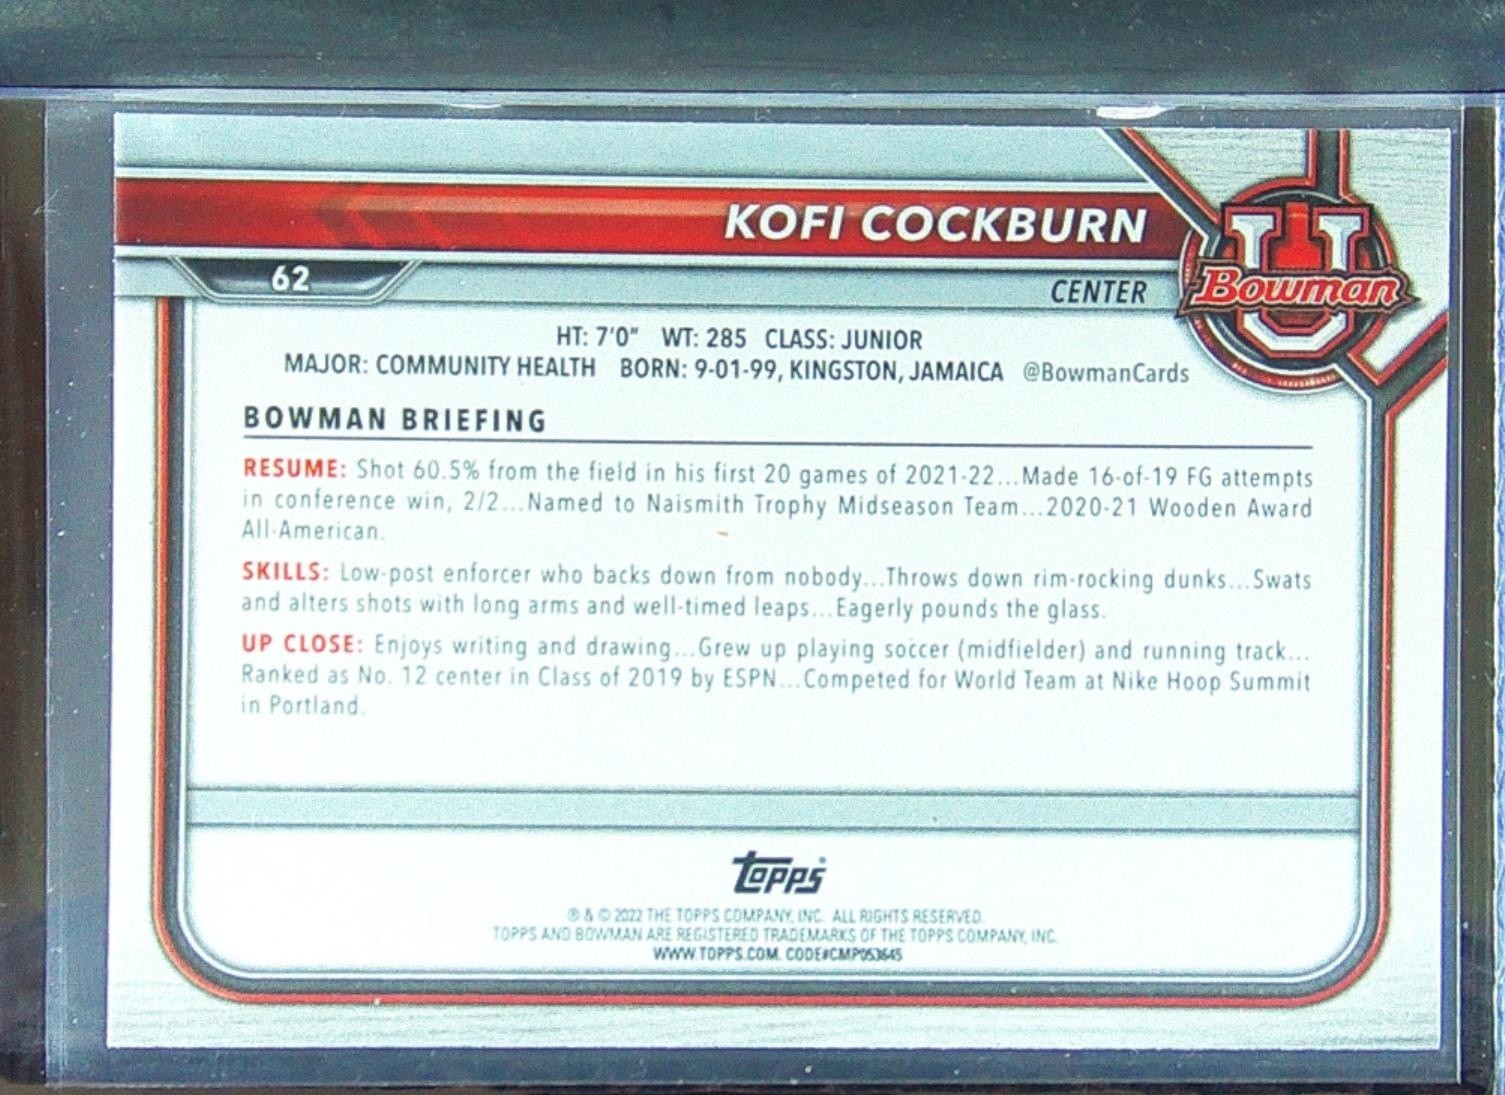 KOFI COCKBURN
62
CENTER
U
Bowman
HT: 7'0" WT: 285 CLASS: JUNIOR
MAJOR: COMMUNITY HEALTH BORN: 9-01-99, KINGSTON, JAMAICA @BowmanCards
BOWMAN BRIEFING
RESUME: Shot 60.5% from the field in his first 20 games of 2021-22...Made 16-of-19 FG attempts
in conference win, 2/2...Named to Naismith Trophy Midseason Team...2020-21 Wooden Award
All-American.
SKILLS: Low-post enforcer who backs down from nobody...Throws down rim-rocking dunks...Swats
and alters shots with long arms and well-timed leaps...Eagerly pounds the glass.
UP CLOSE: Enjoys writing and drawing...Grew up playing soccer (midfielder) and running track...
Ranked as No. 12 center in Class of 2019 by ESPN...Competed for World Team at Nike Hoop Summit
in Portland.
topps®
® & © 2022 THE TOPPS COMPANY, INC. ALL RIGHTS RESERVED.
TOPPS AND BOWMAN ARE REGISTERED TRADEMARKS OF THE TOPPS COMPANY, INC.
WWW.TOPPS.COM. CODE#CMP053645